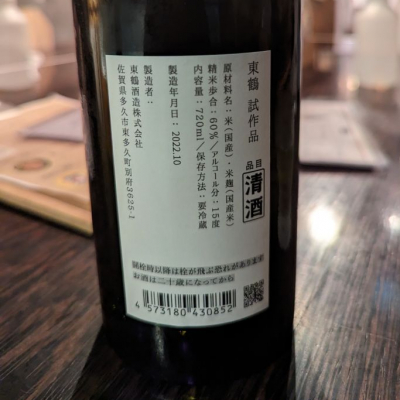 東鶴 試作品
品目
清酒
原材料名：米（国産）・米麹（国産米）
精米歩合：60%／アルコール分：15度
内容量：720ml／保存方法：要冷蔵
製造年月日：2022.10
製造者：
東鶴酒造株式会社
佐賀県多久市東多久町別府3625-1
開栓時以降は栓が飛ぶ恐れがあります
お酒は二十歳になってから
4 573180 430852